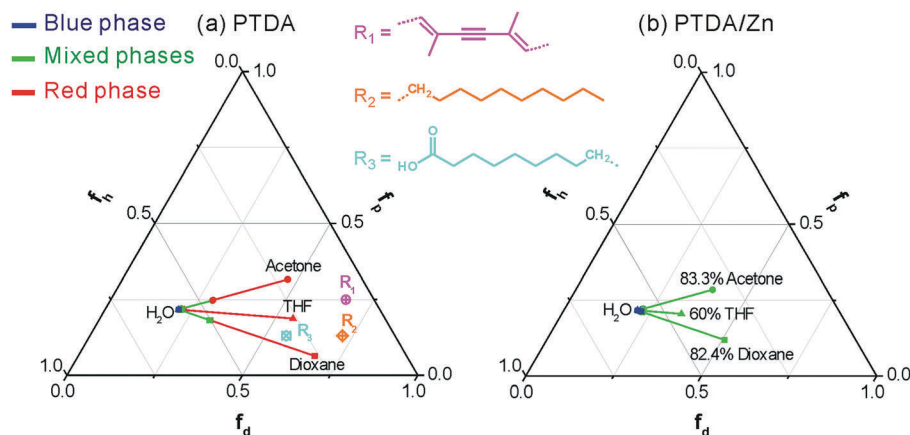 Blue phase
Mixed phases
Red phase
(a) PTDA
R1 =
R2 =
CH2
R3 =
O
HO
CH2
(b) PTDA/Zn
0.0
1.0
fh
fp
0.5
0.5
Acetone
R1
H2O
THF
R3
R2
Dioxane
1.0
0.0
0.0
0.5
1.0
fd
0.0
1.0
fh
fp
0.5
0.5
83.3% Acetone
H2O
60% THF
82.4% Dioxane
1.0
0.0
0.0
0.5
1.0
fd